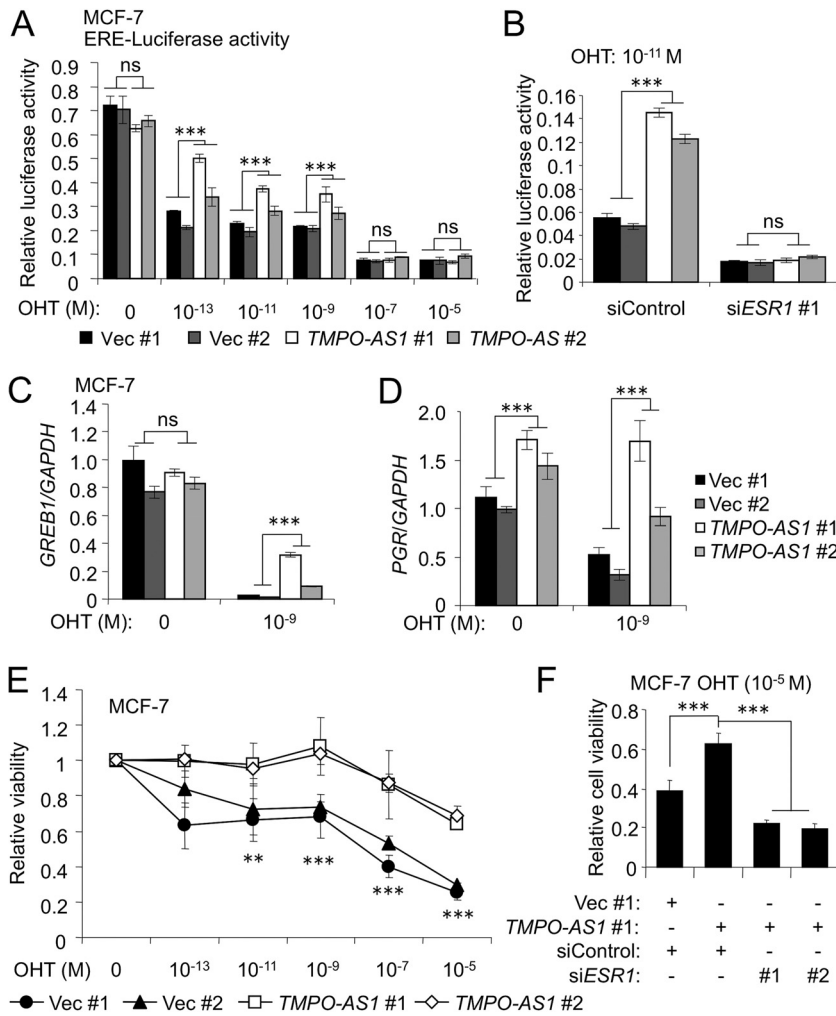 A
MCF-7
ERE-Luciferase activity
Relative luciferase activity
0.9
0.8
0.7
0.6
0.5
0.4
0.3
0.2
0.1
0
ns
***
***
***
ns
ns
OHT (M): 0 10-13 10-11 10-9 10-7 10-5
Vec #1 Vec #2 TMPO-AS1 #1 TMPO-AS #2
B
OHT: 10-11 M
Relative luciferase activity
0.16
0.14
0.12
0.10
0.08
0.06
0.04
0.02
0.00
***
ns
siControl siESR1 #1
C
MCF-7
GREB1/GAPDH
1.4
1.2
1.0
0.8
0.6
0.4
0.2
0
ns
***
OHT (M): 0 10-9
D
PGR/GAPDH
2.0
1.5
1.0
0.5
0.0
***
***
OHT (M): 0 10-9
Vec #1
Vec #2
TMPO-AS1 #1
TMPO-AS1 #2
E
MCF-7
Relative viability
1.4
1.2
1
0.8
0.6
0.4
0.2
0
** *** *** ***
OHT (M) 0 10-13 10-11 10-9 10-7 10-5
Vec #1 Vec #2 TMPO-AS1 #1 TMPO-AS1 #2
F
MCF-7 OHT (10-5 M)
Relative cell viability
0.8
0.6
0.4
0.2
0
*** ***
Vec #1: + - - -
TMPO-AS1 #1: - + + +
siControl: + + - -
siESR1: - - #1 #2